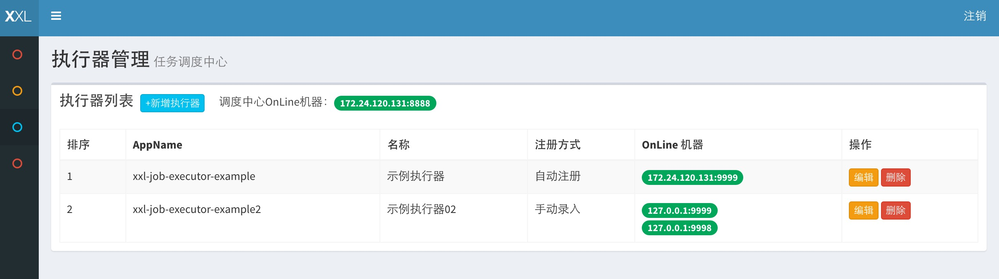 XXL 注销
执行器管理 任务调度中心
执行器列表 +新增执行器 调度中心OnLine机器： 172.24.120.131:8888
排序 AppName 名称 注册方式 OnLine 机器 操作
1 xxl-job-executor-example 示例执行器 自动注册 172.24.120.131:9999 编辑 删除
2 xxl-job-executor-example2 示例执行器02 手动录入 127.0.0.1:9999 编辑 删除
127.0.0.1:9998